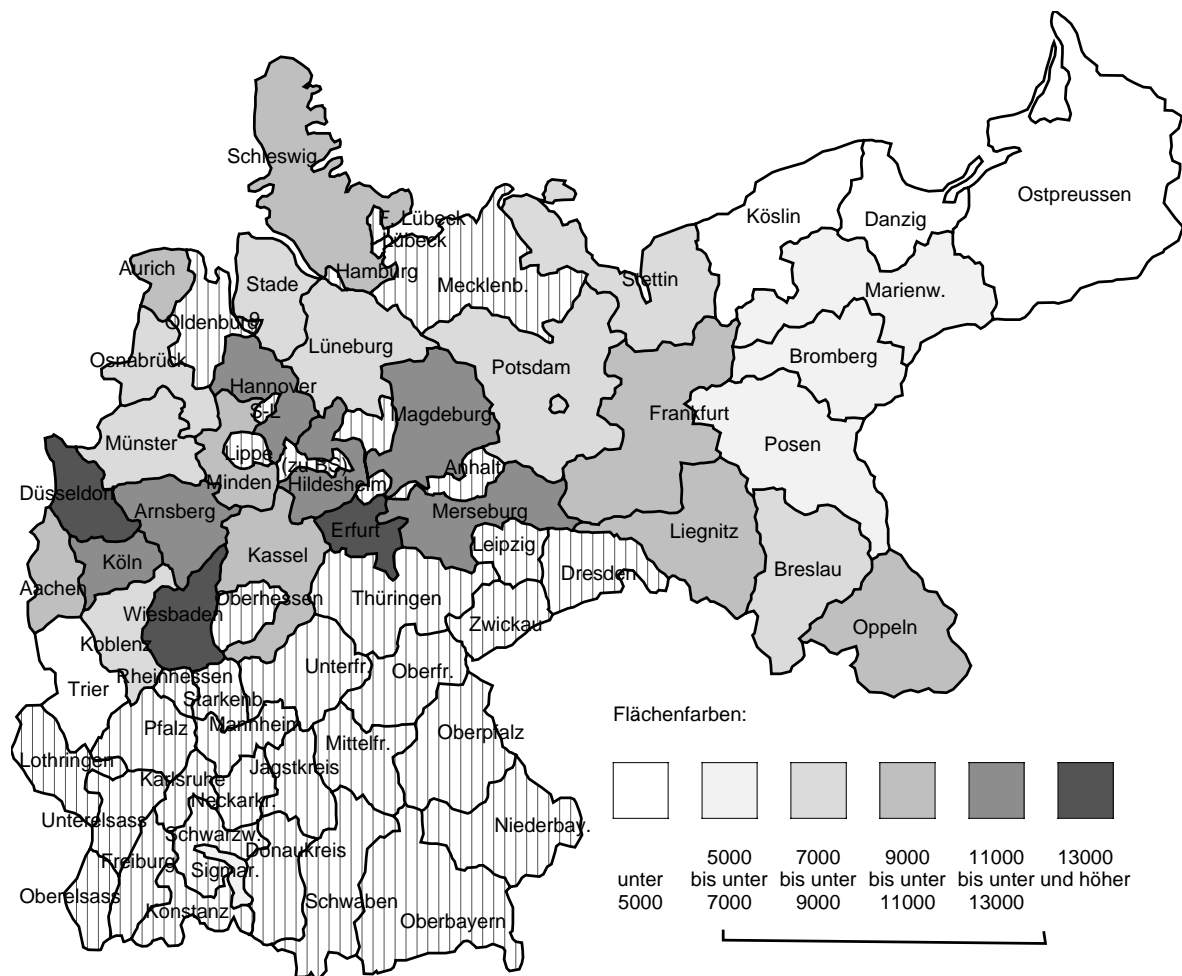 Ostpreussen
Schleswig
Köslin
Danzig
F. Lübeck
Lübeck
Aurich
Hamburg
Stettin
Stade
Mecklenb.
Marienw.
Oldenburg
9
Lüneburg
Osnabrück
Bromberg
Potsdam
Hannover
S-L
Magdeburg
Frankfurt
Münster
Posen
Lippe
(zu BS)
Anhalt
Minden
Hildesheim
Düsseldorf
Arnsberg
Merseburg
Erfurt
Liegnitz
Leipzig
Kassel
Köln
Breslau
Dresden
Aachen
Oberhessen
Thüringen
Wiesbaden
Zwickau
Oppeln
Koblenz
Unterfr.
Oberfr.
Rheinhessen
Trier
Starkenb.
Mannheim
Pfalz
Mittelfr.
Oberpfalz
Lothringen
Jagstkreis
Karlsruhe
Neckarkr.
Unterelsass
Niederbay.
Schwarzw.
Donaukreis
Freiburg
Sigmar.
Oberelsass
Schwaben
Konstanz
Oberbayern
Flächenfarben:
unter
5000
5000
bis unter
7000
7000
bis unter
9000
9000
bis unter
11000
11000
bis unter
13000
13000
und höher